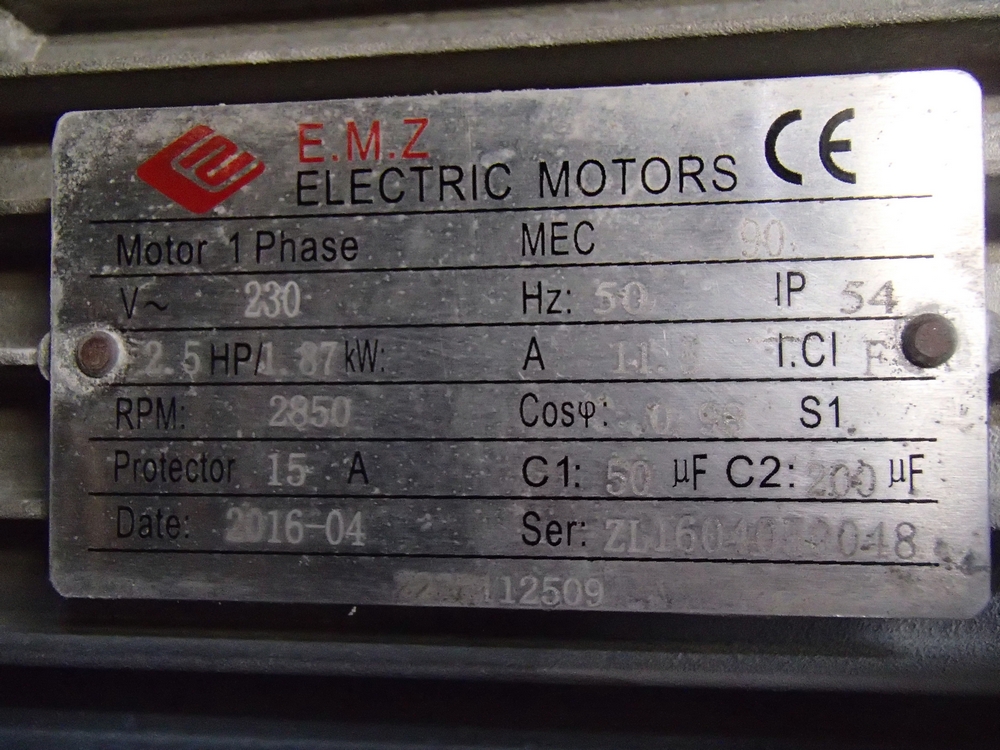 E.M.Z
ELECTRIC MOTORS CE
Motor 1 Phase MEC 90
V~ 230 Hz: 50 IP 54
2.5 HP/1.87 kW: A I.Cl F
RPM: 2850 Cosφ: S1
Protector 15 A C1: 50 μF C2: 200 μF
Date: 2016-04 Ser: